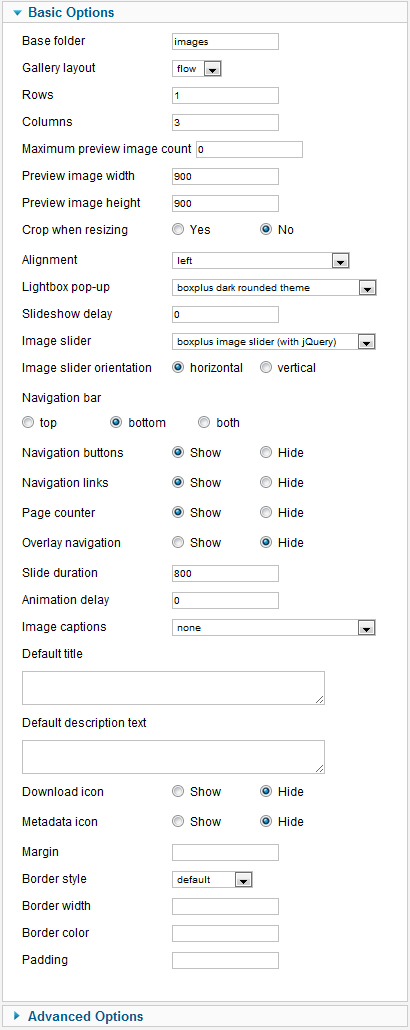 Basic Options
Base folder images
Gallery layout flow
Rows 1
Columns 3
Maximum preview image count 0
Preview image width 900
Preview image height 900
Crop when resizing Yes No
Alignment left
Lightbox pop-up boxplus dark rounded theme
Slideshow delay 0
Image slider boxplus image slider (with jQuery)
Image slider orientation horizontal vertical
Navigation bar
top bottom both
Navigation buttons Show Hide
Navigation links Show Hide
Page counter Show Hide
Overlay navigation Show Hide
Slide duration 800
Animation delay 0
Image captions none
Default title
Default description text
Download icon Show Hide
Metadata icon Show Hide
Margin
Border style default
Border width
Border color
Padding
Advanced Options